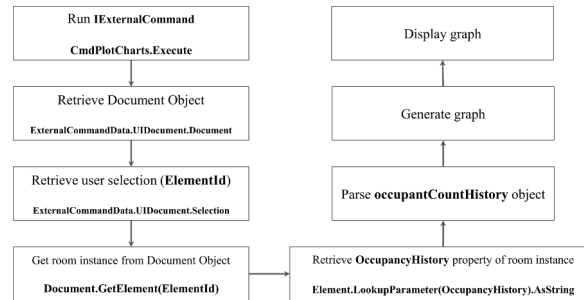 Run IExternalCommand
CmdPlotCharts.Execute
Retrieve Document Object
ExternalCommandData.UIDocument.Document
Retrieve user selection (ElementId)
ExternalCommandData.UIDocument.Selection
Get room instance from Document Object
Document.GetElement(ElementId)
Retrieve OccupancyHistory property of room instance
Element.LookupParameter(OccupancyHistory).AsString
Parse occupantCountHistory object
Generate graph
Display graph